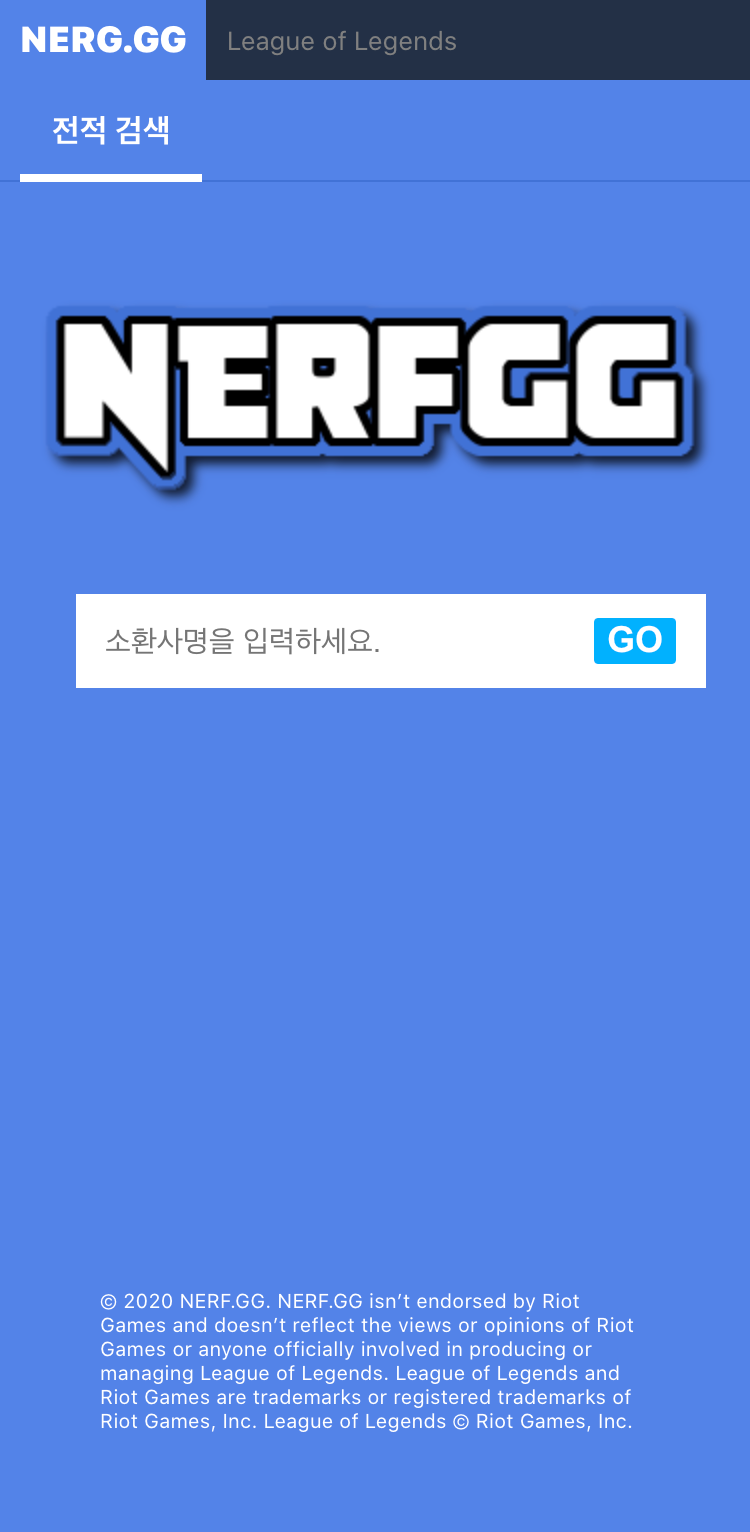 NERG.GG
League of Legends
전적 검색
NERFGG
소환사명을 입력하세요.
GO
© 2020 NERF.GG. NERF.GG isn’t endorsed by Riot
Games and doesn’t reflect the views or opinions of Riot
Games or anyone officially involved in producing or
managing League of Legends. League of Legends and
Riot Games are trademarks or registered trademarks of
Riot Games, Inc. League of Legends © Riot Games, Inc.